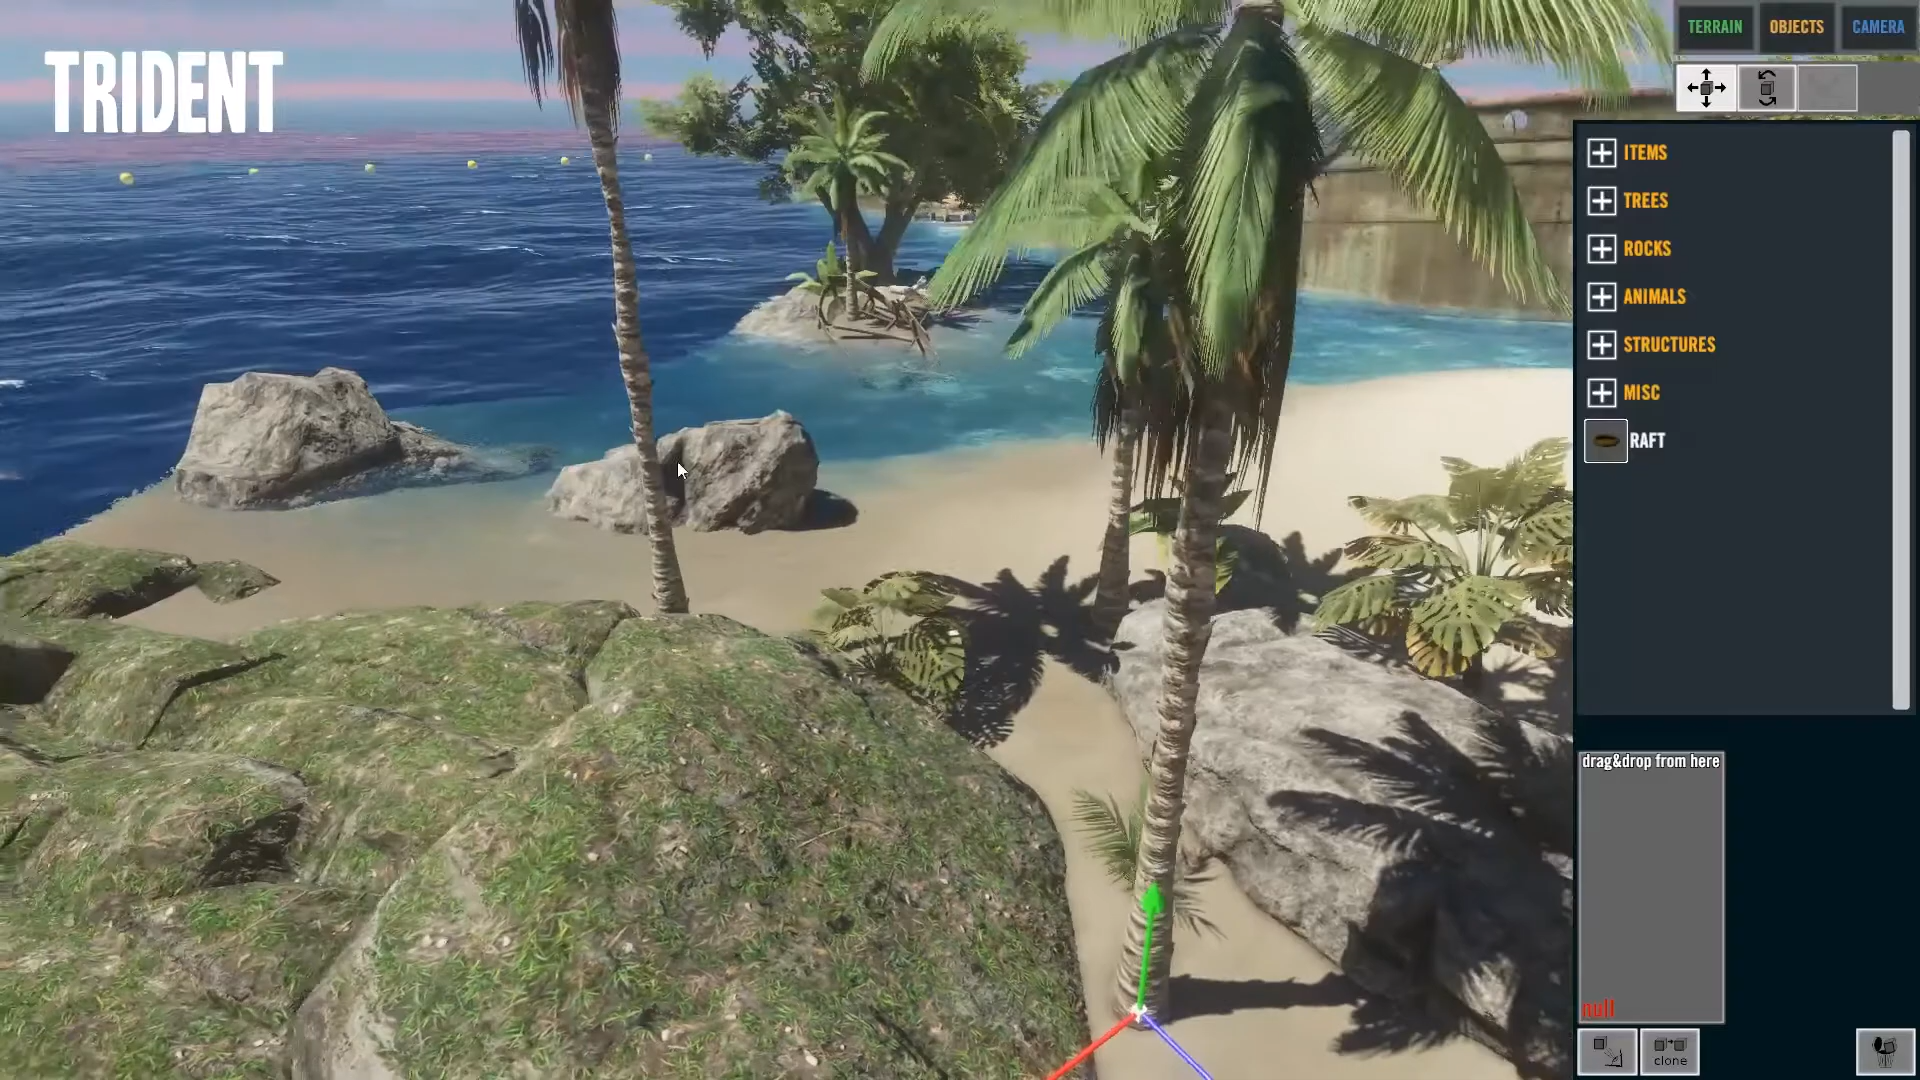 TRIDENT
TERRAIN
OBJECTS
CAMERA
ITEMS
TREES
ROCKS
ANIMALS
STRUCTURES
MISC
RAFT
drag&drop from here
null
clone